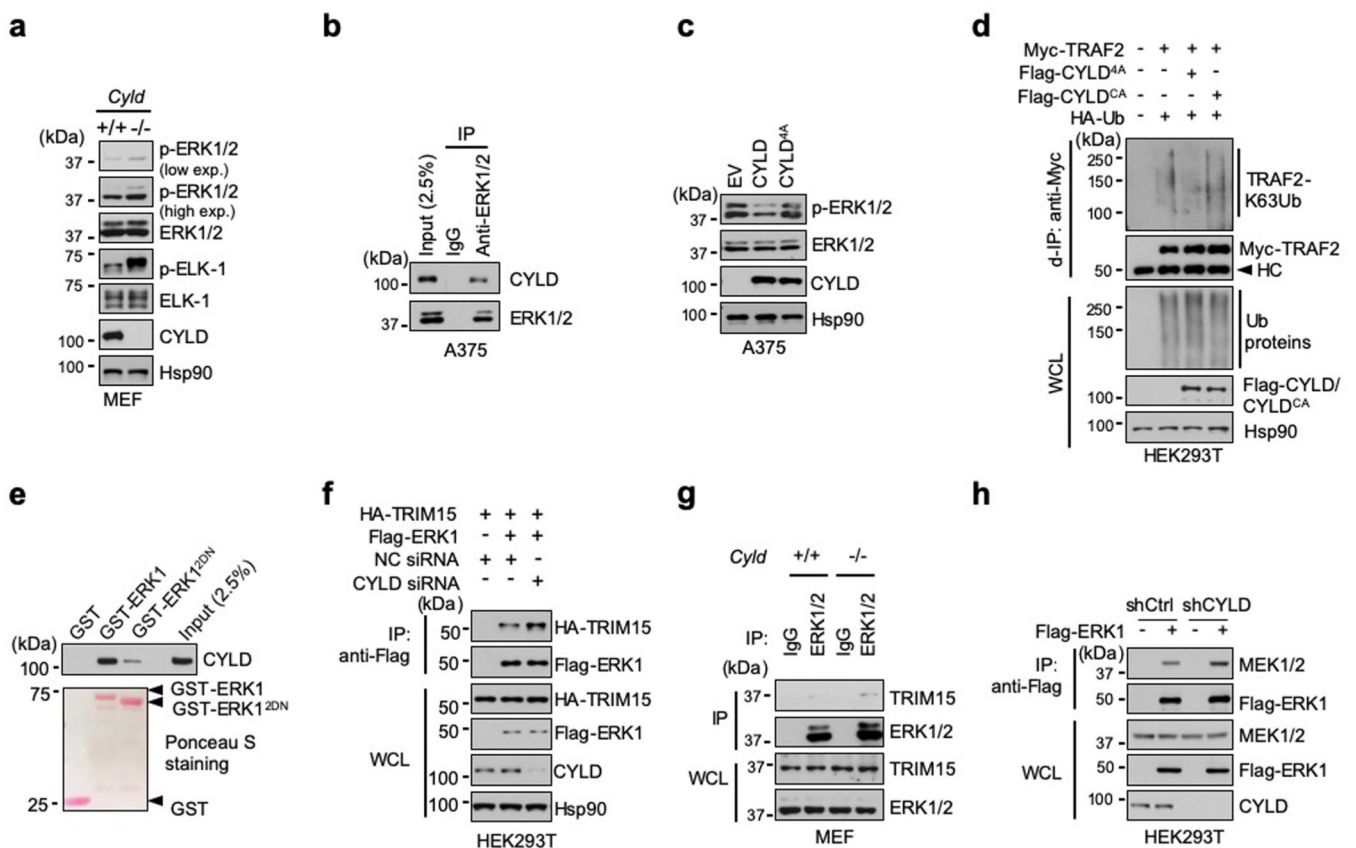 a
Cyld
(kDa)
+/+ -/-
37
p-ERK1/2
(low exp.)
37
p-ERK1/2
(high exp.)
37
ERK1/2
75
p-ELK-1
75
ELK-1
100
CYLD
100
Hsp90
MEF
b
IP
Input (2.5%)
IgG
Anti-ERK1/2
(kDa)
100
CYLD
37
ERK1/2
A375
c
EV
CYLD
CYLD4A
(kDa)
37
p-ERK1/2
37
ERK1/2
100
CYLD
100
Hsp90
A375
d
Myc-TRAF2 - + + +
Flag-CYLD4A - - + -
Flag-CYLDCA - - - +
HA-Ub - + + +
(kDa)
d-IP: anti-Myc
250
150
100
TRAF2-
K63Ub
Myc-TRAF2
50
HC
WCL
250
150
Ub
proteins
100
Flag-CYLD/
CYLDCA
100
Hsp90
HEK293T
e
GST
GST-ERK1
GST-ERK12DN
Input (2.5%)
(kDa)
100
CYLD
75
GST-ERK1
GST-ERK12DN
Ponceau S
staining
25
GST
f
HA-TRIM15 + + +
Flag-ERK1 - + +
NC siRNA + + -
CYLD siRNA - - +
(kDa)
IP:
anti-Flag
50
HA-TRIM15
50
Flag-ERK1
WCL
50
HA-TRIM15
50
Flag-ERK1
100
CYLD
100
Hsp90
HEK293T
g
Cyld +/+ -/-
IP:
IgG
ERK1/2
IgG
ERK1/2
(kDa)
IP
37
TRIM15
37
ERK1/2
WCL
37
TRIM15
37
ERK1/2
MEF
h
shCtrl shCYLD
Flag-ERK1 - + - +
(kDa)
IP:
anti-Flag
37
MEK1/2
50
Flag-ERK1
WCL
37
MEK1/2
50
Flag-ERK1
100
CYLD
HEK293T